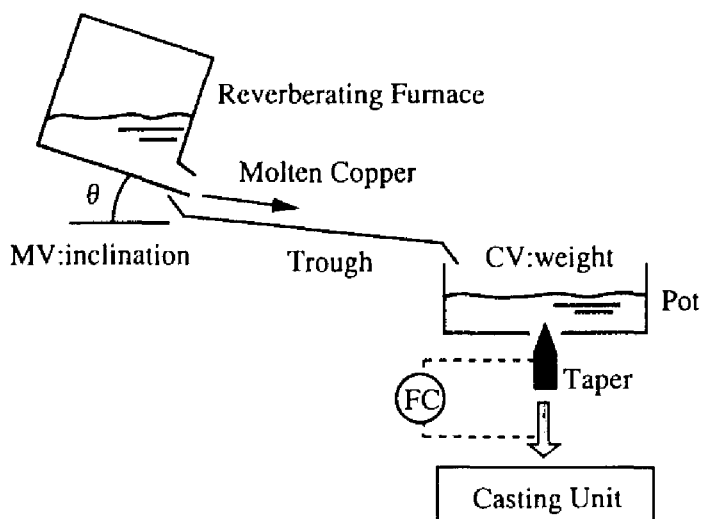 Reverberating Furnace
Molten Copper
θ
MV:inclination
Trough
CV:weight
Pot
Taper
FC
Casting Unit